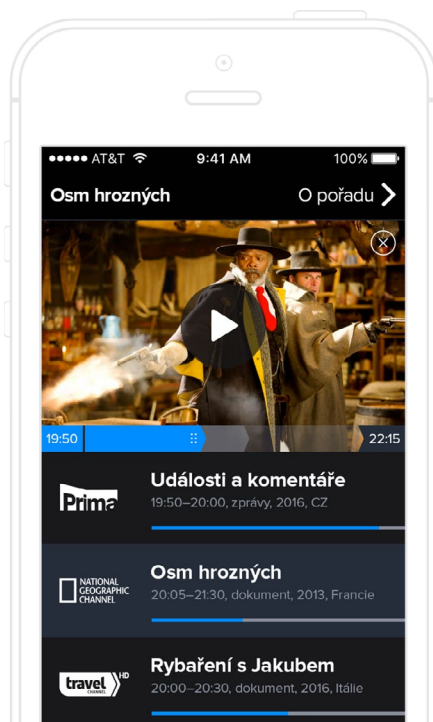 AT&T 9:41 AM 100%
Osm hrozných O pořadu
19:50 22:15
Prima
Události a komentáře
19:50–20:00, zprávy, 2016, CZ
NATIONAL
GEOGRAPHIC
CHANNEL
Osm hrozných
20:05–21:30, dokument, 2013, Francie
travel HD
CHANNEL
Rybaření s Jakubem
20:00–20:30, dokument, 2016, Itálie